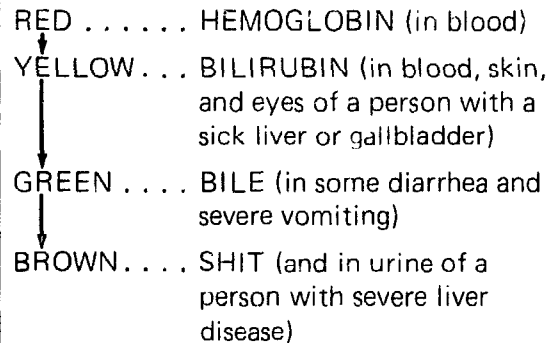 RED . . . . . . HEMOGLOBIN (in blood)
YELLOW . . . BILIRUBIN (in blood, skin,
and eyes of a person with a
sick liver or gallbladder)
GREEN . . . . BILE (in some diarrhea and
severe vomiting)
BROWN . . . . SHIT (and in urine of a
person with severe liver
disease)